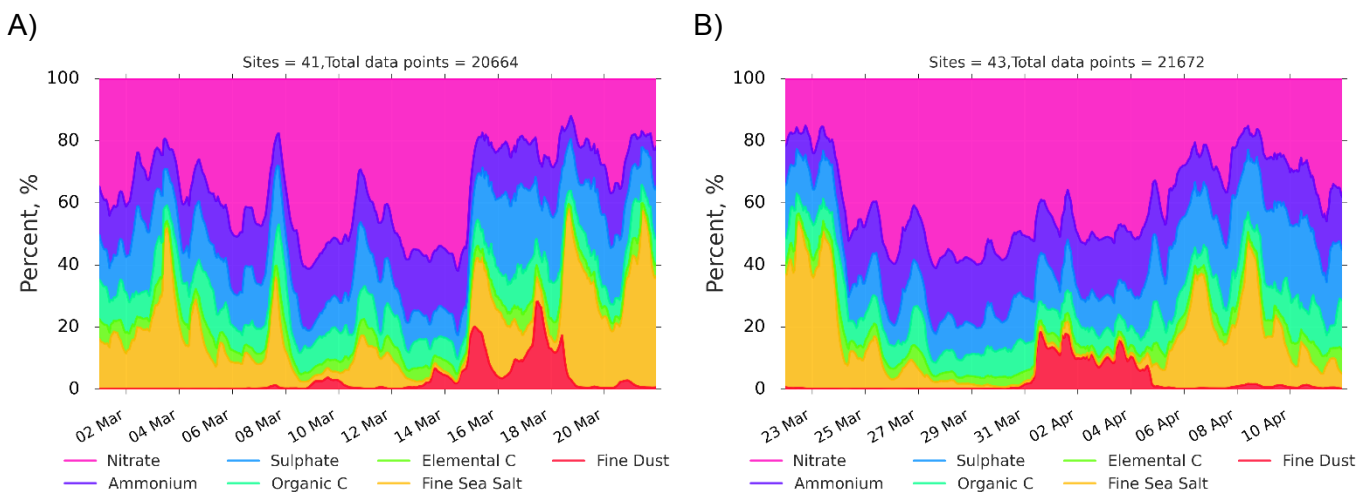 A)
Sites = 41,Total data points = 20664
Percent, %
100
80
60
40
20
0
02 Mar
04 Mar
06 Mar
08 Mar
10 Mar
12 Mar
14 Mar
16 Mar
18 Mar
20 Mar
Nitrate Sulphate Elemental C Fine Dust
Ammonium Organic C Fine Sea Salt
B)
Sites = 43,Total data points = 21672
Percent, %
100
80
60
40
20
0
23 Mar
25 Mar
27 Mar
29 Mar
31 Mar
02 Apr
04 Apr
06 Apr
08 Apr
10 Apr
Nitrate Sulphate Elemental C Fine Dust
Ammonium Organic C Fine Sea Salt